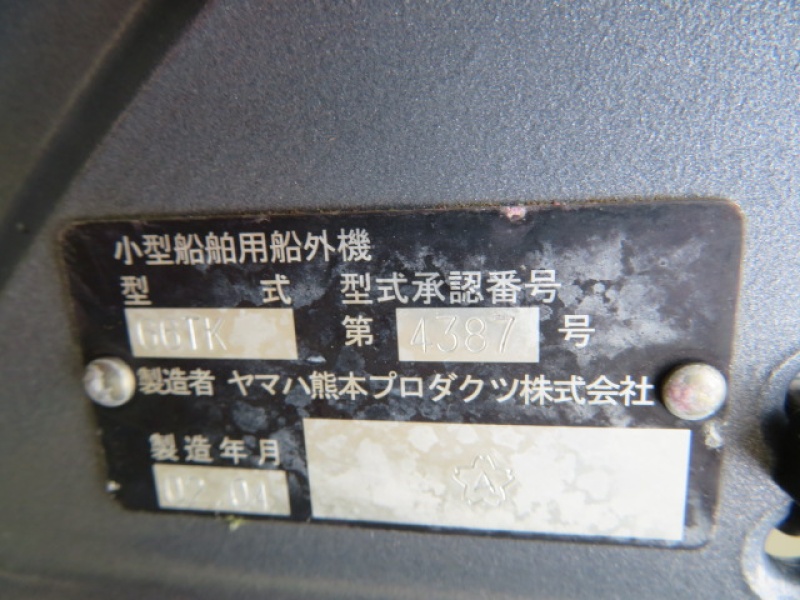 小型船舶用船外機
型 式 型式承認番号
G6TK 第 4387 号
製造者 ヤマハ熊本プロダクツ株式会社
製造年月
02.01
A